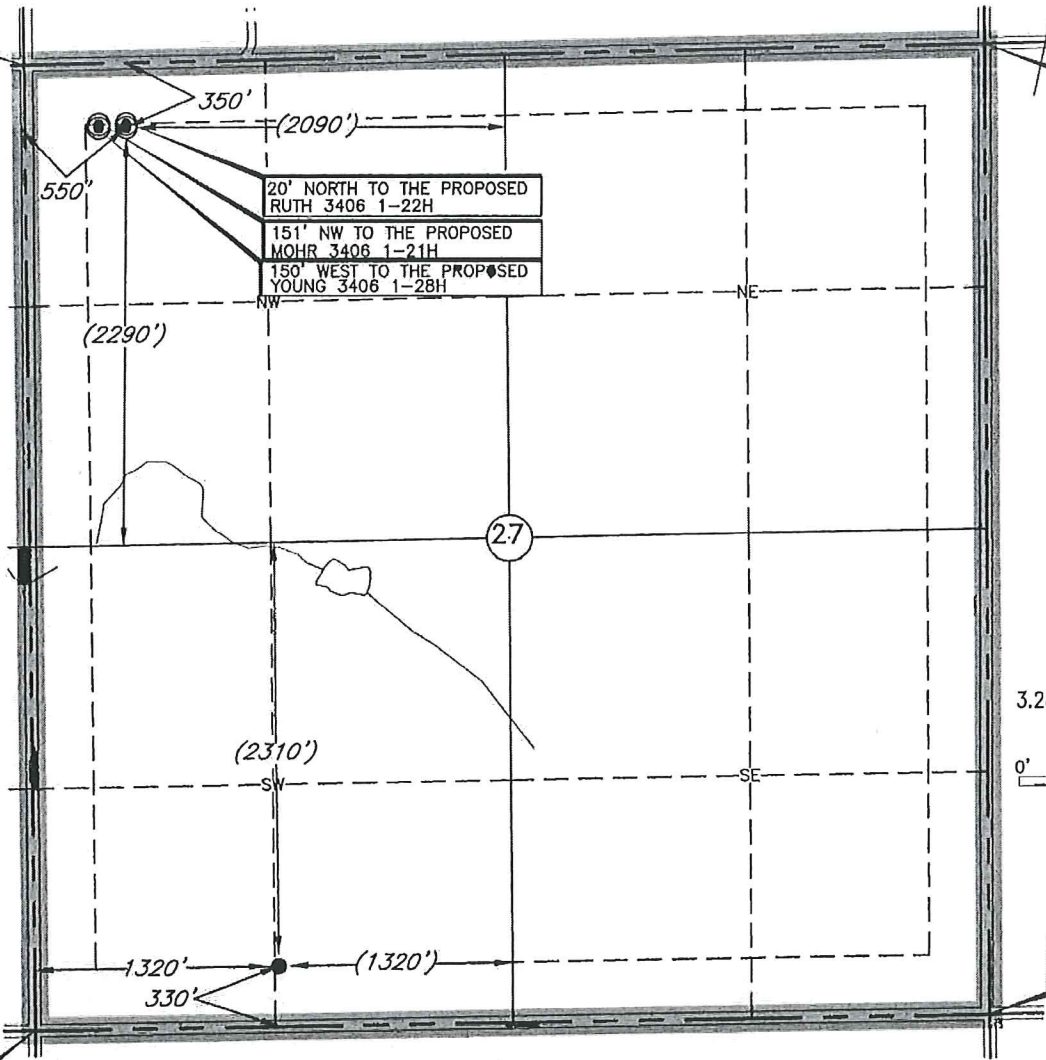 350'
(2090')
550'
20' NORTH TO THE PROPOSED
RUTH 3406 1-22H
151' NW TO THE PROPOSED
MOHR 3406 1-21H
150' WEST TO THE PROPOSED
YOUNG 3406 1-28H
NW
NE
(2290')
27
(2310')
SW
SE
0'
1320'
(1320')
330'